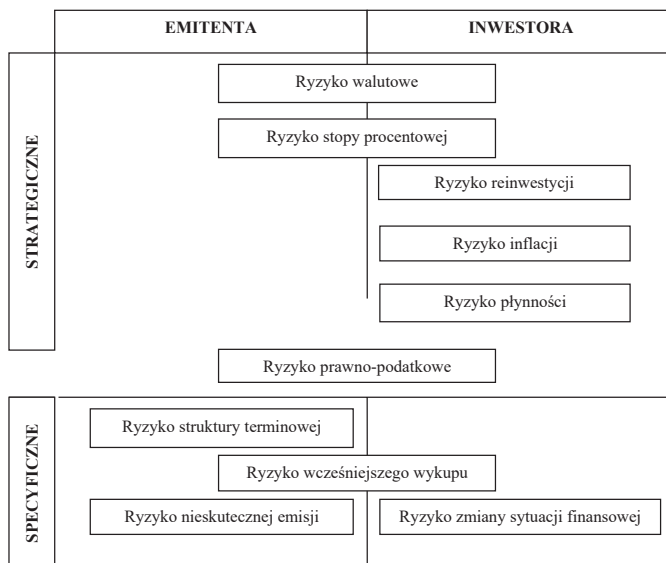 EMITENTA
INWESTORA
STRATEGICZNE
Ryzyko walutowe
Ryzyko stopy procentowej
Ryzyko reinwestycji
Ryzyko inflacji
Ryzyko płynności
Ryzyko prawno-podatkowe
SPECYFICZNE
Ryzyko struktury terminowej
Ryzyko wcześniejszego wykupu
Ryzyko nieskutecznej emisji
Ryzyko zmiany sytuacji finansowej